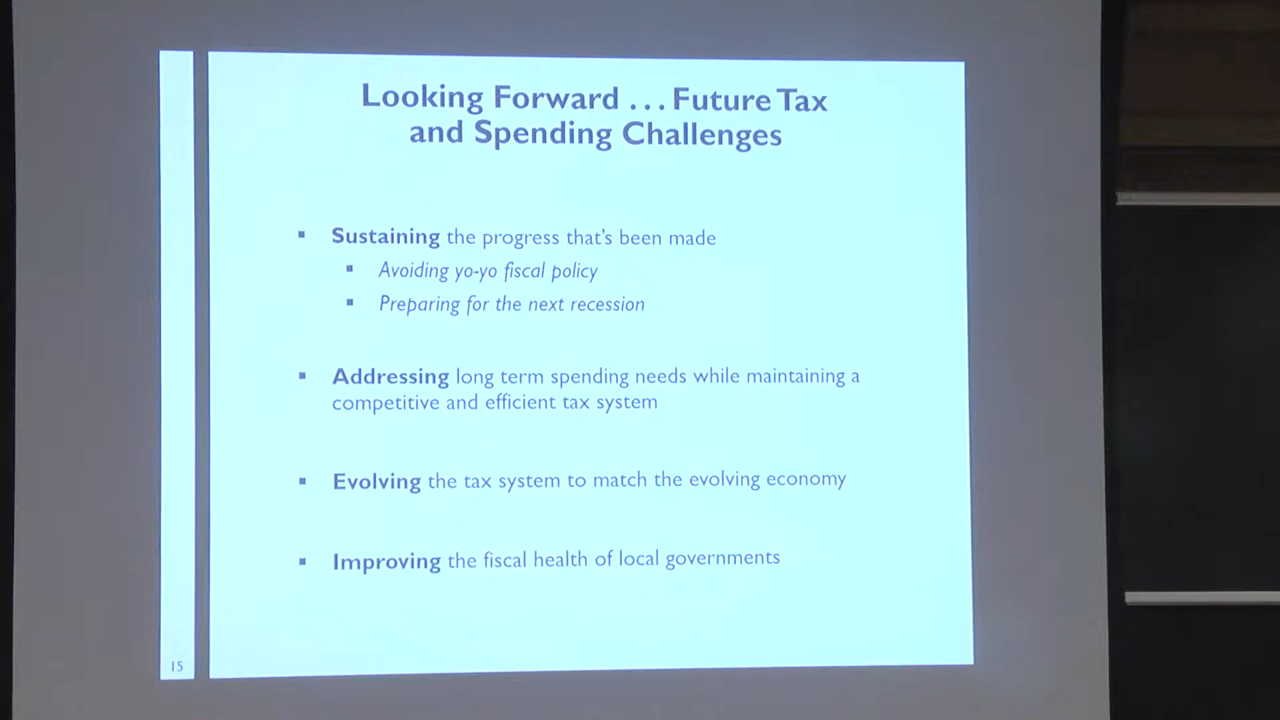 Looking Forward . . . Future Tax
and Spending Challenges
▪ Sustaining the progress that's been made
▪ Avoiding yo-yo fiscal policy
▪ Preparing for the next recession
▪ Addressing long term spending needs while maintaining a
competitive and efficient tax system
▪ Evolving the tax system to match the evolving economy
▪ Improving the fiscal health of local governments
15